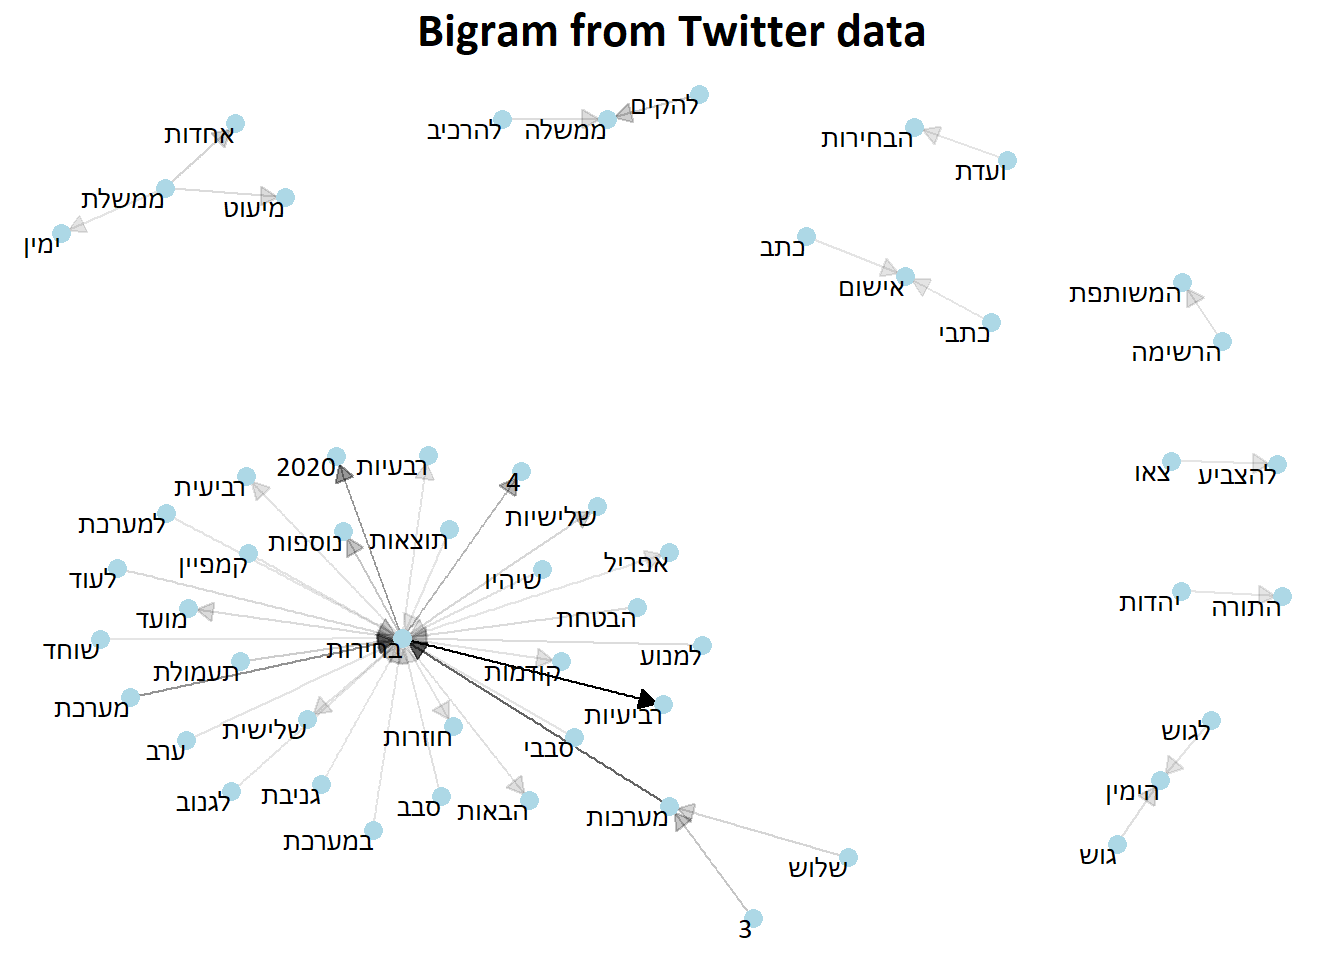 Bigram from Twitter data
להקים
להרכיב
ממשלה
אחדות
הבחירות
ועדת
ממשלת
מיעוט
ימין
כתב
אישום
המשותפת
כתבי
הרשימה
2020
רבעיות
4
צאו
להצביע
רביעית
שלישיות
למערכת
נוספות
תוצאות
קמפיין
אפריל
לעוד
שיהיו
יהדות
התורה
מועד
הבטחת
שוחד
בחירות
למנוע
תעמולת
קודמות
מערכת
רביעיות
שלישית
חוזרות
לגוש
ערב
סבבי
הימין
לגנוב
גניבת
סבב
הבאות
מערכות
במערכת
גוש
שלוש
3